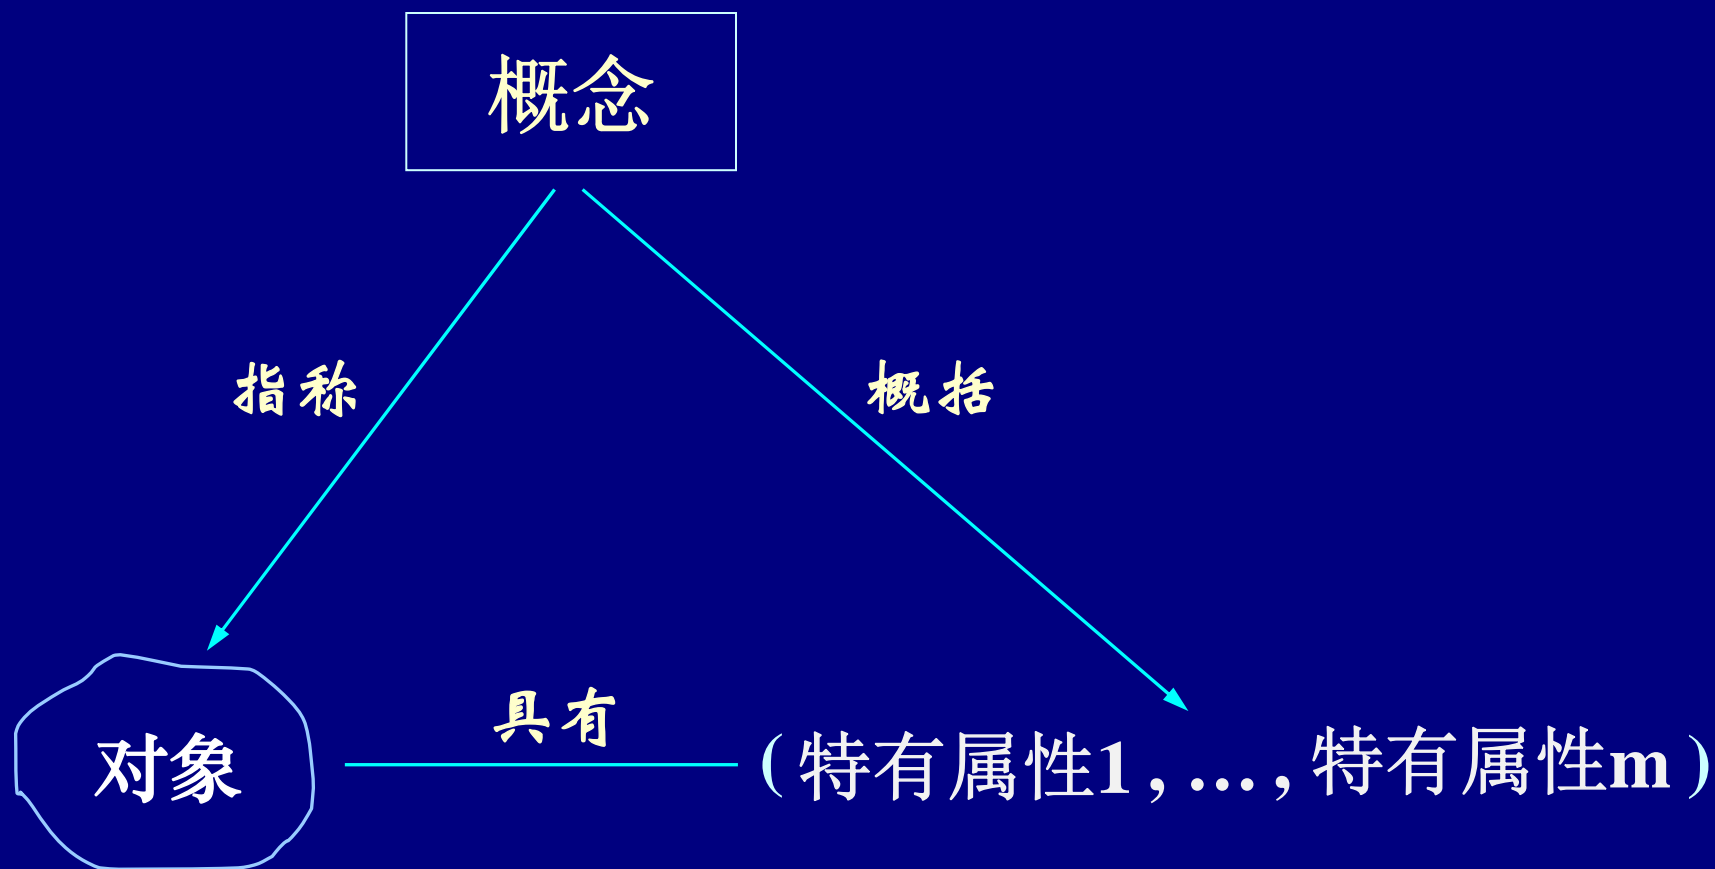 概念
指称
概括
具有
对象
(特有属性1,…,特有属性m)